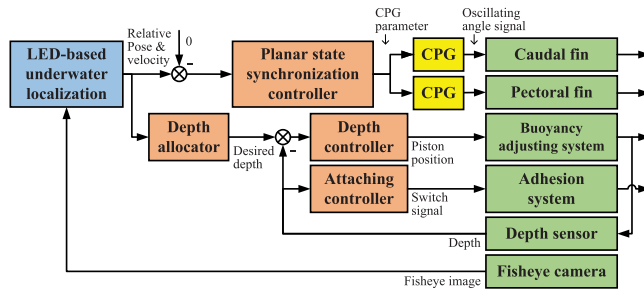 CPG
parameter
Oscillating
angle signal
Relative
Pose &
velocity
0
LED-based
underwater
localization
Planar state
synchronization
controller
CPG
Caudal fin
CPG
Pectoral fin
Depth
allocator
Desired
depth
Depth
controller
Piston
position
Buoyancy
adjusting system
Attaching
controller
Switch
signal
Adhesion
system
Depth
Depth sensor
Fisheye image
Fisheye camera